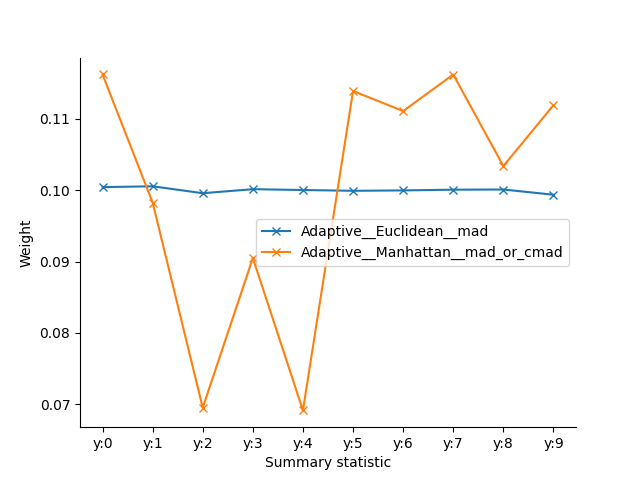 0.11
0.10
0.09
0.08
0.07
Weight
Adaptive__Euclidean__mad
Adaptive__Manhattan__mad_or_cmad
y:0 y:1 y:2 y:3 y:4 y:5 y:6 y:7 y:8 y:9
Summary statistic